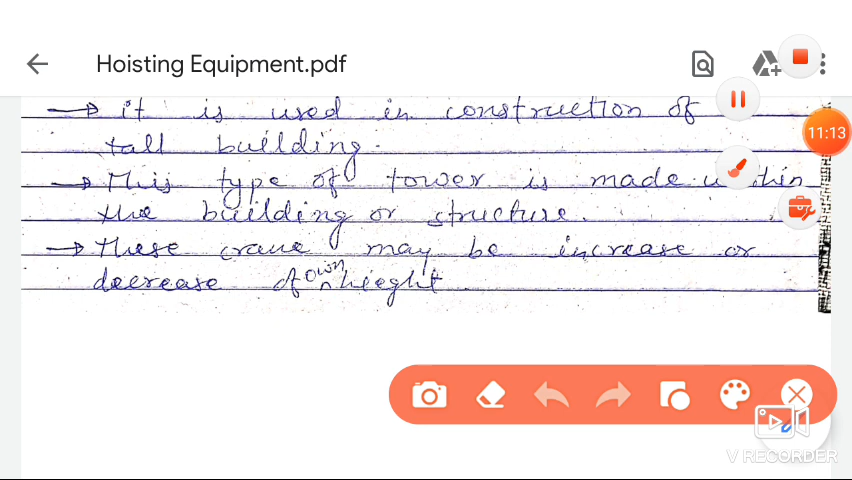 Hoisting Equipment.pdf
→ it is used in construction of
tall building.
11:13
→ This type of tower is made within
the building or structure.
→ These crane may be increase or
decrease of own hieght
V RECORDER